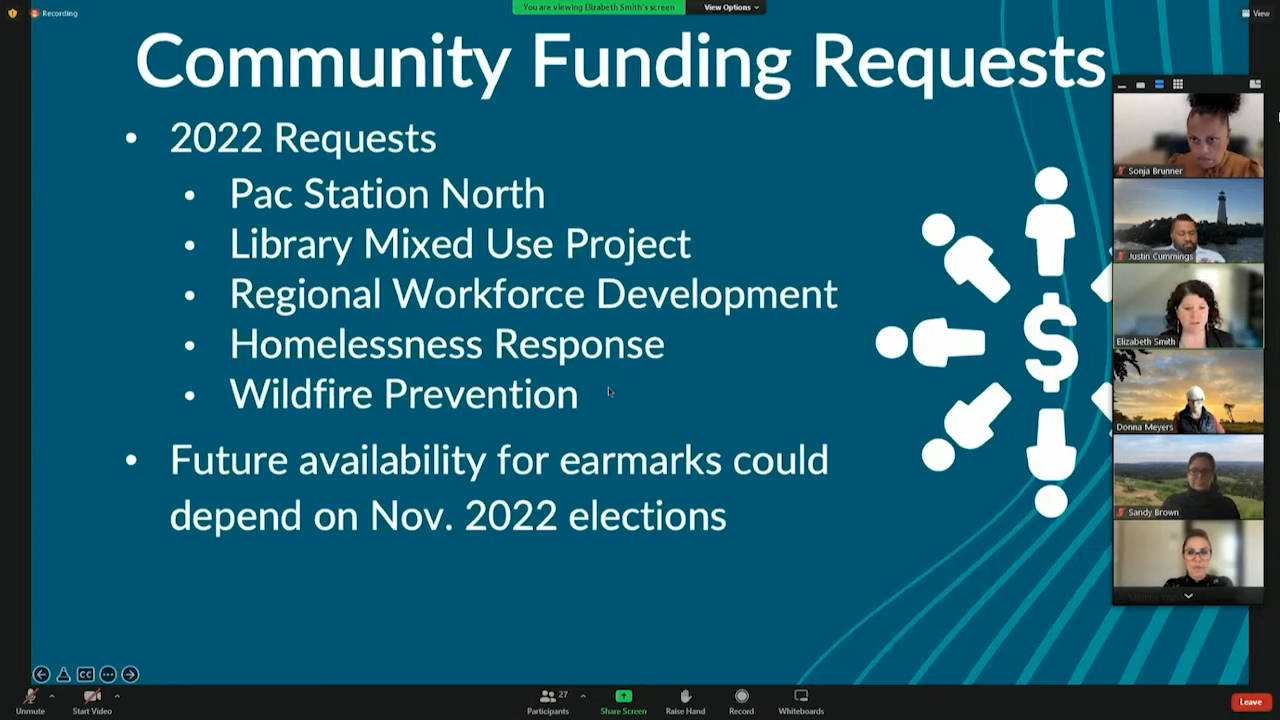 Recording
You are viewing Elizabeth Smith's screen
View Options
View
Community Funding Requests
• 2022 Requests
• Pac Station North
• Library Mixed Use Project
• Regional Workforce Development
• Homelessness Response
• Wildfire Prevention
• Future availability for earmarks could
depend on Nov. 2022 elections
$
Sonja Brunner
Justin Cummings
Elizabeth Smith
Donna Meyers
Sandy Brown
CC
Unmute
Start Video
27
Participants
Share Screen
Raise Hand
Record
Whiteboards
Leave